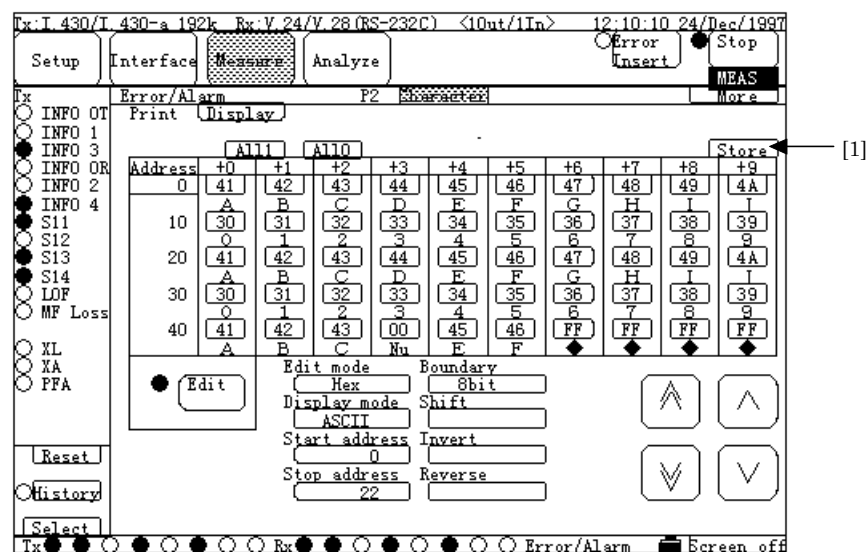 Tx:I.430/I.430-a 192k Rx:V.24/V.28(RS-232C) <1Out/1In> 12:10:10 24/Dec/1997
Setup Interface Measure Analyze Error Insert Stop
MEAS
Tx Error/Alarm P2 Character More
INFO OT Print Display
INFO 1
INFO 3 All1 All0 Store [1]
INFO OR Address +0 +1 +2 +3 +4 +5 +6 +7 +8 +9
INFO 2 0 41 42 43 44 45 46 47 48 49 4A
INFO 4 A B C D E F G H I J
S11 10 30 31 32 33 34 35 36 37 38 39
S12 0 1 2 3 4 5 6 7 8 9
S13 20 41 42 43 44 45 46 47 48 49 4A
S14 A B C D E F G H I J
LOF 30 30 31 32 33 34 35 36 37 38 39
MF Loss 0 1 2 3 4 5 6 7 8 9
40 41 42 43 00 45 46 FF FF FF FF
XL A B C Nu E F
XA Edit mode Boundary
PFA Edit Hex 8bit
Display mode Shift
ASCII
Start address Invert
Reset 0
Stop address Reverse
History 22
Select
Tx Rx Error/Alarm Screen off